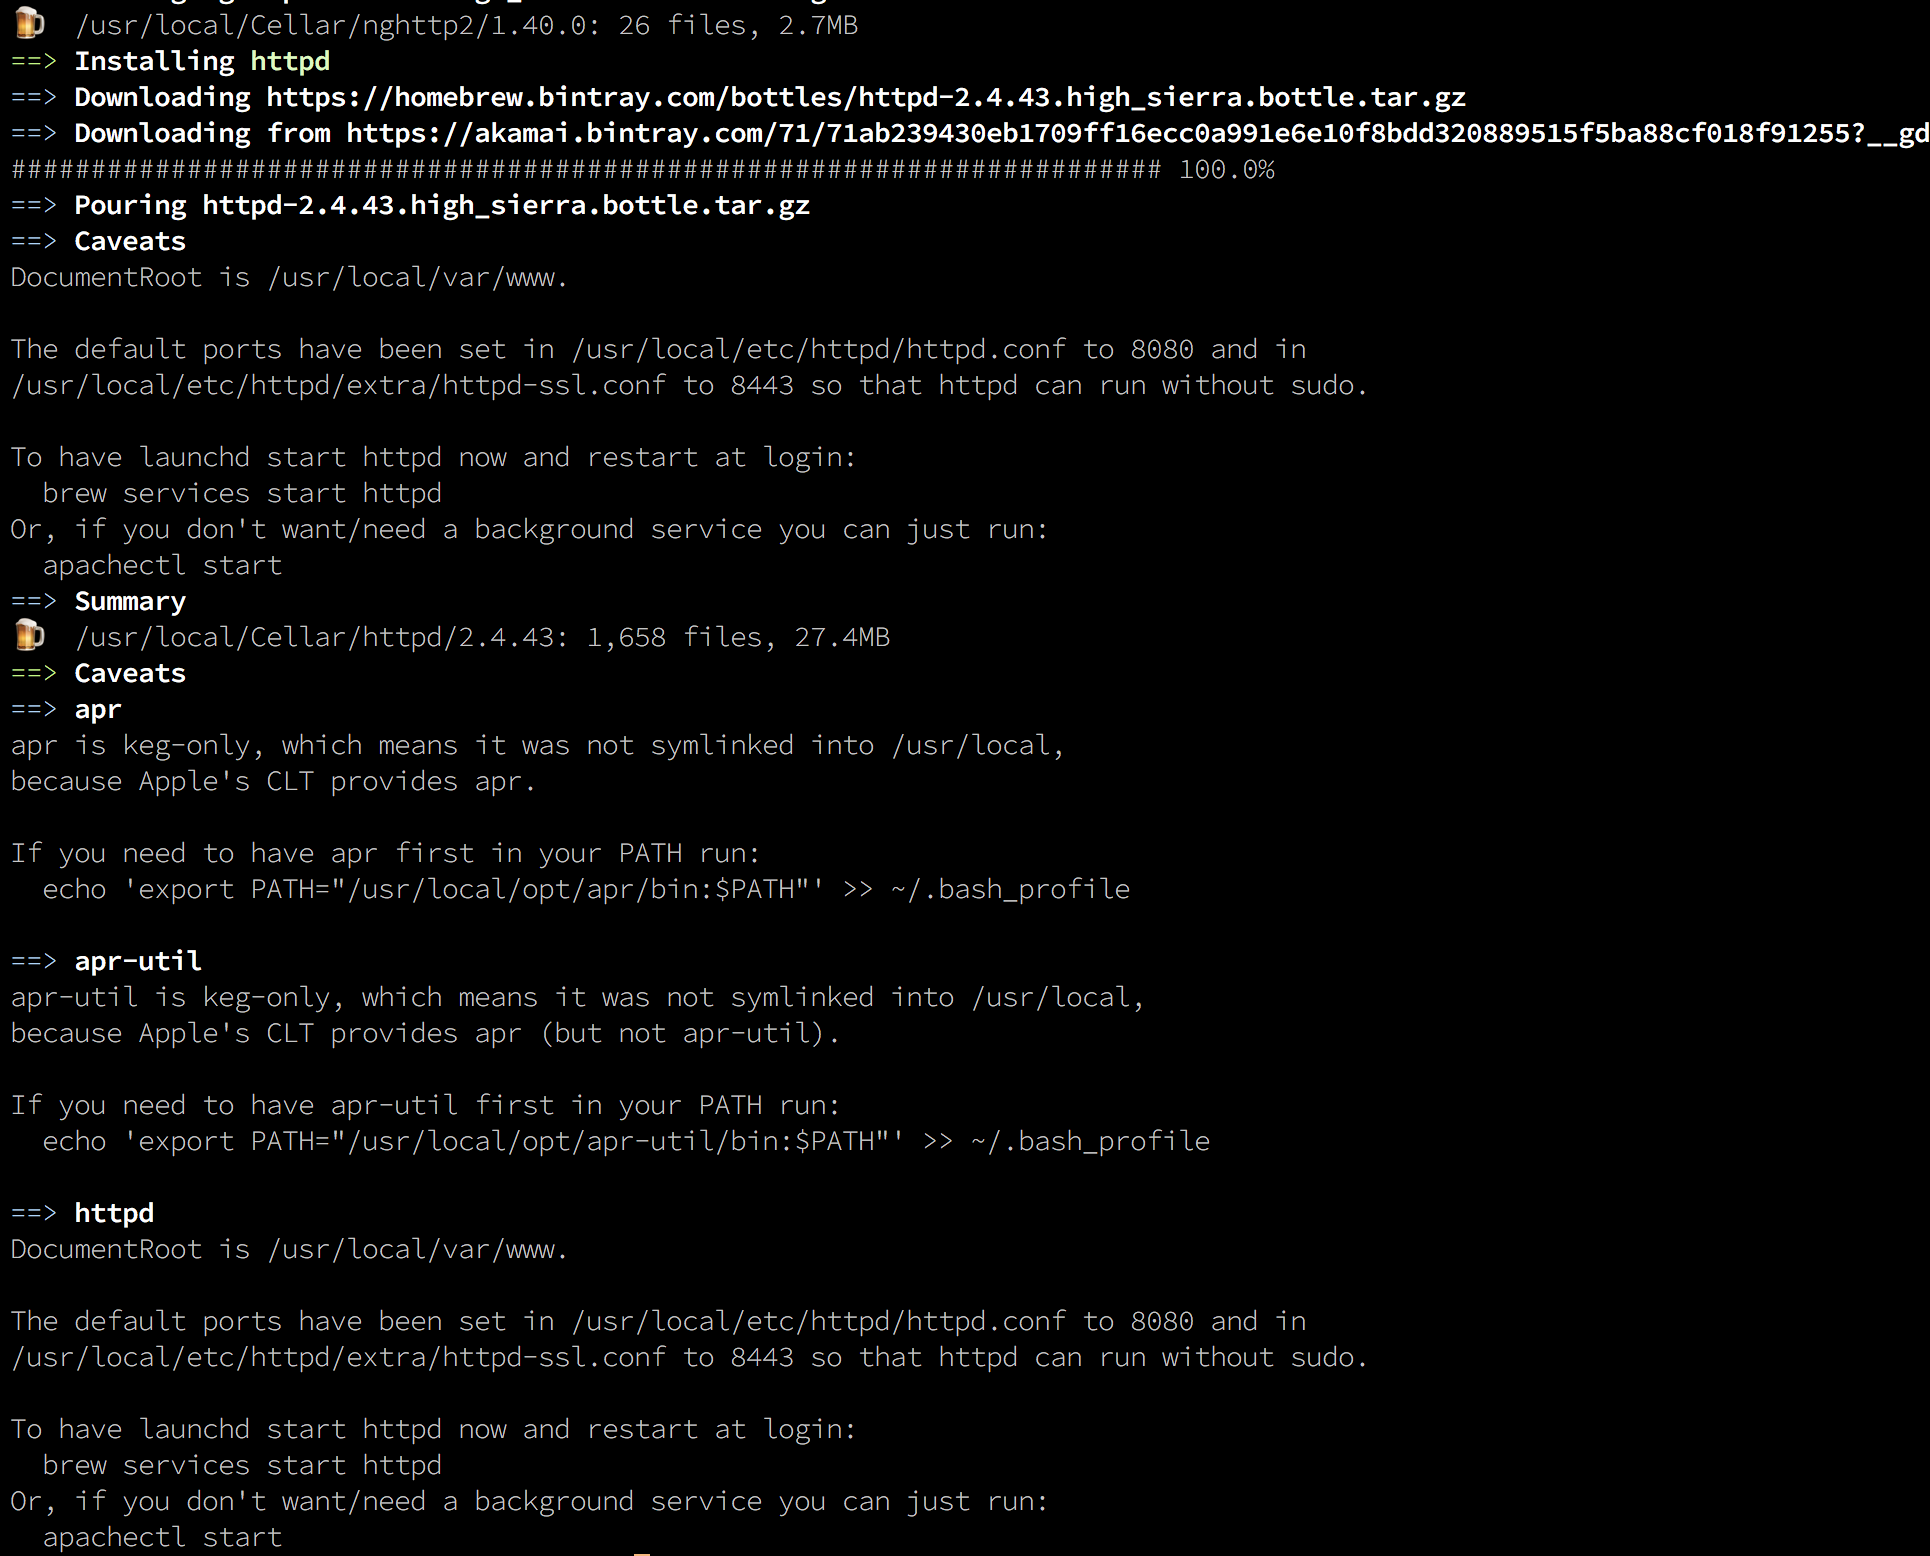 /usr/local/Cellar/nghttp2/1.40.0: 26 files, 2.7MB
==> Installing httpd
==> Downloading https://homebrew.bintray.com/bottles/httpd-2.4.43.high_sierra.bottle.tar.gz
==> Downloading from https://akamai.bintray.com/71/71ab239430eb1709ff16ecc0a991e6e10f8bdd320889515f5ba88cf018f91255?__gd
######################################################################## 100.0%
==> Pouring httpd-2.4.43.high_sierra.bottle.tar.gz
==> Caveats
DocumentRoot is /usr/local/var/www.

The default ports have been set in /usr/local/etc/httpd/httpd.conf to 8080 and in
/usr/local/etc/httpd/extra/httpd-ssl.conf to 8443 so that httpd can run without sudo.

To have launchd start httpd now and restart at login:
  brew services start httpd
Or, if you don't want/need a background service you can just run:
  apachectl start
==> Summary
/usr/local/Cellar/httpd/2.4.43: 1,658 files, 27.4MB
==> Caveats
==> apr
apr is keg-only, which means it was not symlinked into /usr/local,
because Apple's CLT provides apr.

If you need to have apr first in your PATH run:
  echo 'export PATH="/usr/local/opt/apr/bin:$PATH"' >> ~/.bash_profile

==> apr-util
apr-util is keg-only, which means it was not symlinked into /usr/local,
because Apple's CLT provides apr (but not apr-util).

If you need to have apr-util first in your PATH run:
  echo 'export PATH="/usr/local/opt/apr-util/bin:$PATH"' >> ~/.bash_profile

==> httpd
DocumentRoot is /usr/local/var/www.

The default ports have been set in /usr/local/etc/httpd/httpd.conf to 8080 and in
/usr/local/etc/httpd/extra/httpd-ssl.conf to 8443 so that httpd can run without sudo.

To have launchd start httpd now and restart at login:
  brew services start httpd
Or, if you don't want/need a background service you can just run:
  apachectl start